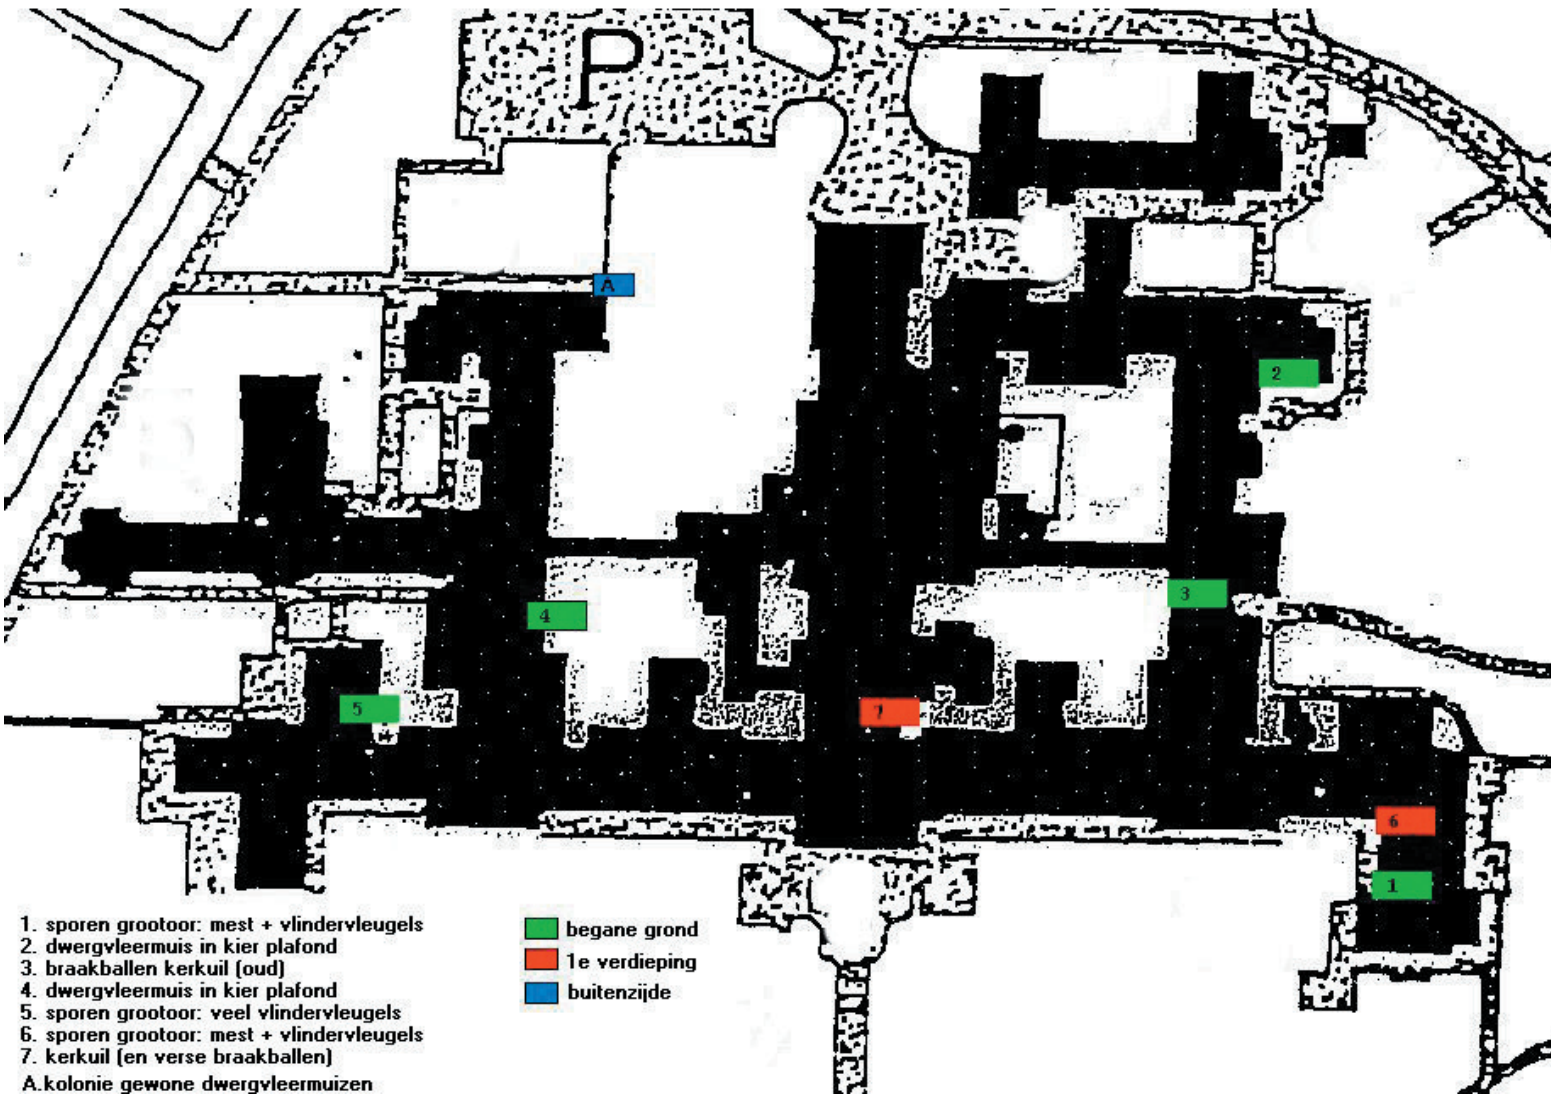 P
A
2
3
4
5
7
6
1
1. sporen grootoor: mest + vlindervleugels
2. dwergvleermuis in kier plafond
3. braakballen kerkuil (oud)
4. dwergvleermuis in kier plafond
5. sporen grootoor: veel vlindervleugels
6. sporen grootoor: mest + vlindervleugels
7. kerkuil (en verse braakballen)
A.kolonie gewone dwergvleermuizen
begane grond
1e verdieping
buitenzijde